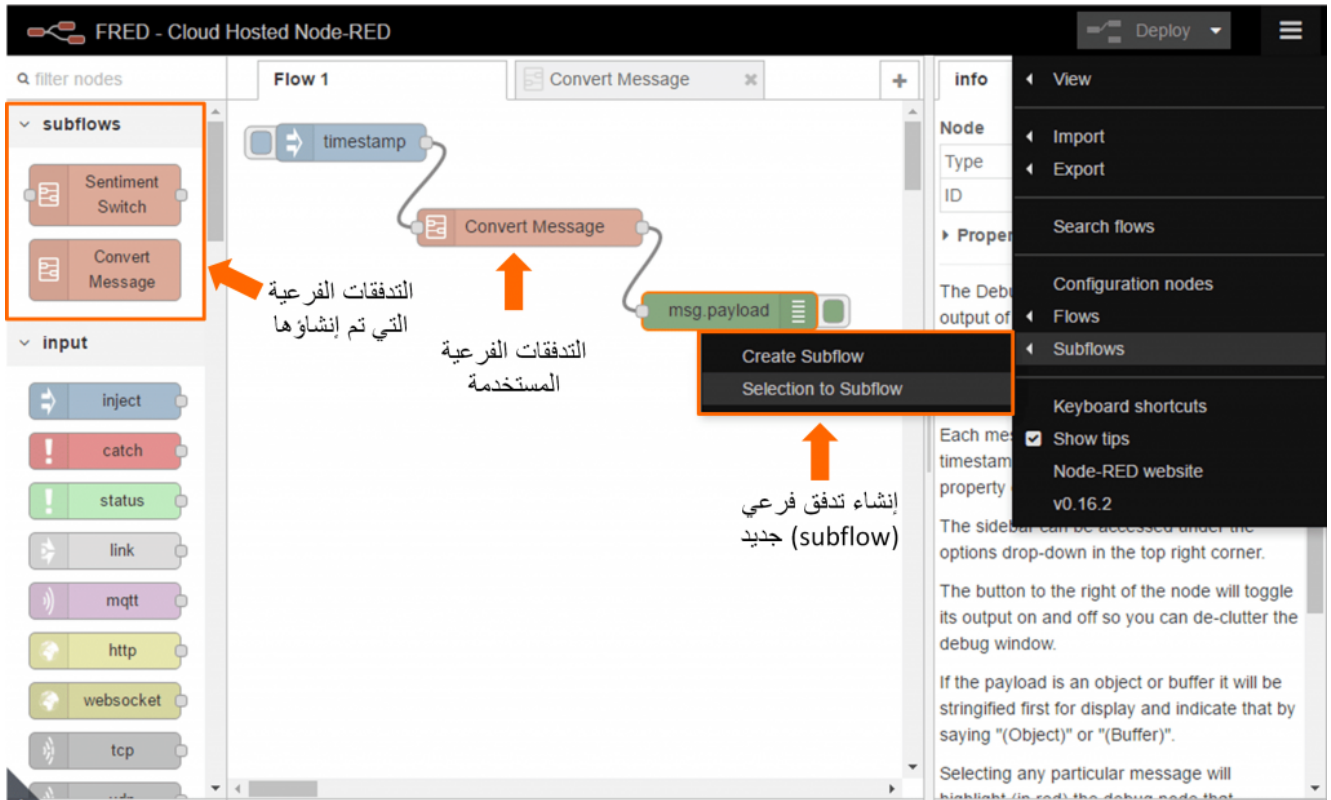 FRED - Cloud Hosted Node-RED
Deploy
filter nodes
Flow 1
Convert Message
info
View
subflows
Sentiment
Switch
Convert
Message
timestamp
Convert Message
msg.payload
التدفقات الفرعية
التي تم إنشاؤها
التدفقات الفرعية
المستخدمة
إنشاء تدفق فرعي
(subflow) جديد
input
inject
catch
status
link
mqtt
http
websocket
tcp
Create Subflow
Selection to Subflow
Import
Export
Search flows
Configuration nodes
Flows
Subflows
Keyboard shortcuts
Show tips
Node-RED website
v0.16.2
Node
Type
ID
Proper
The Debu
output of
Each mes
timestam
property
The sidebar can be accessed under the
options drop-down in the top right corner.
The button to the right of the node will toggle
its output on and off so you can de-clutter the
debug window.
If the payload is an object or buffer it will be
stringified first for display and indicate that by
saying "(Object)" or "(Buffer)".
Selecting any particular message will
highlight (in red) the debug node that